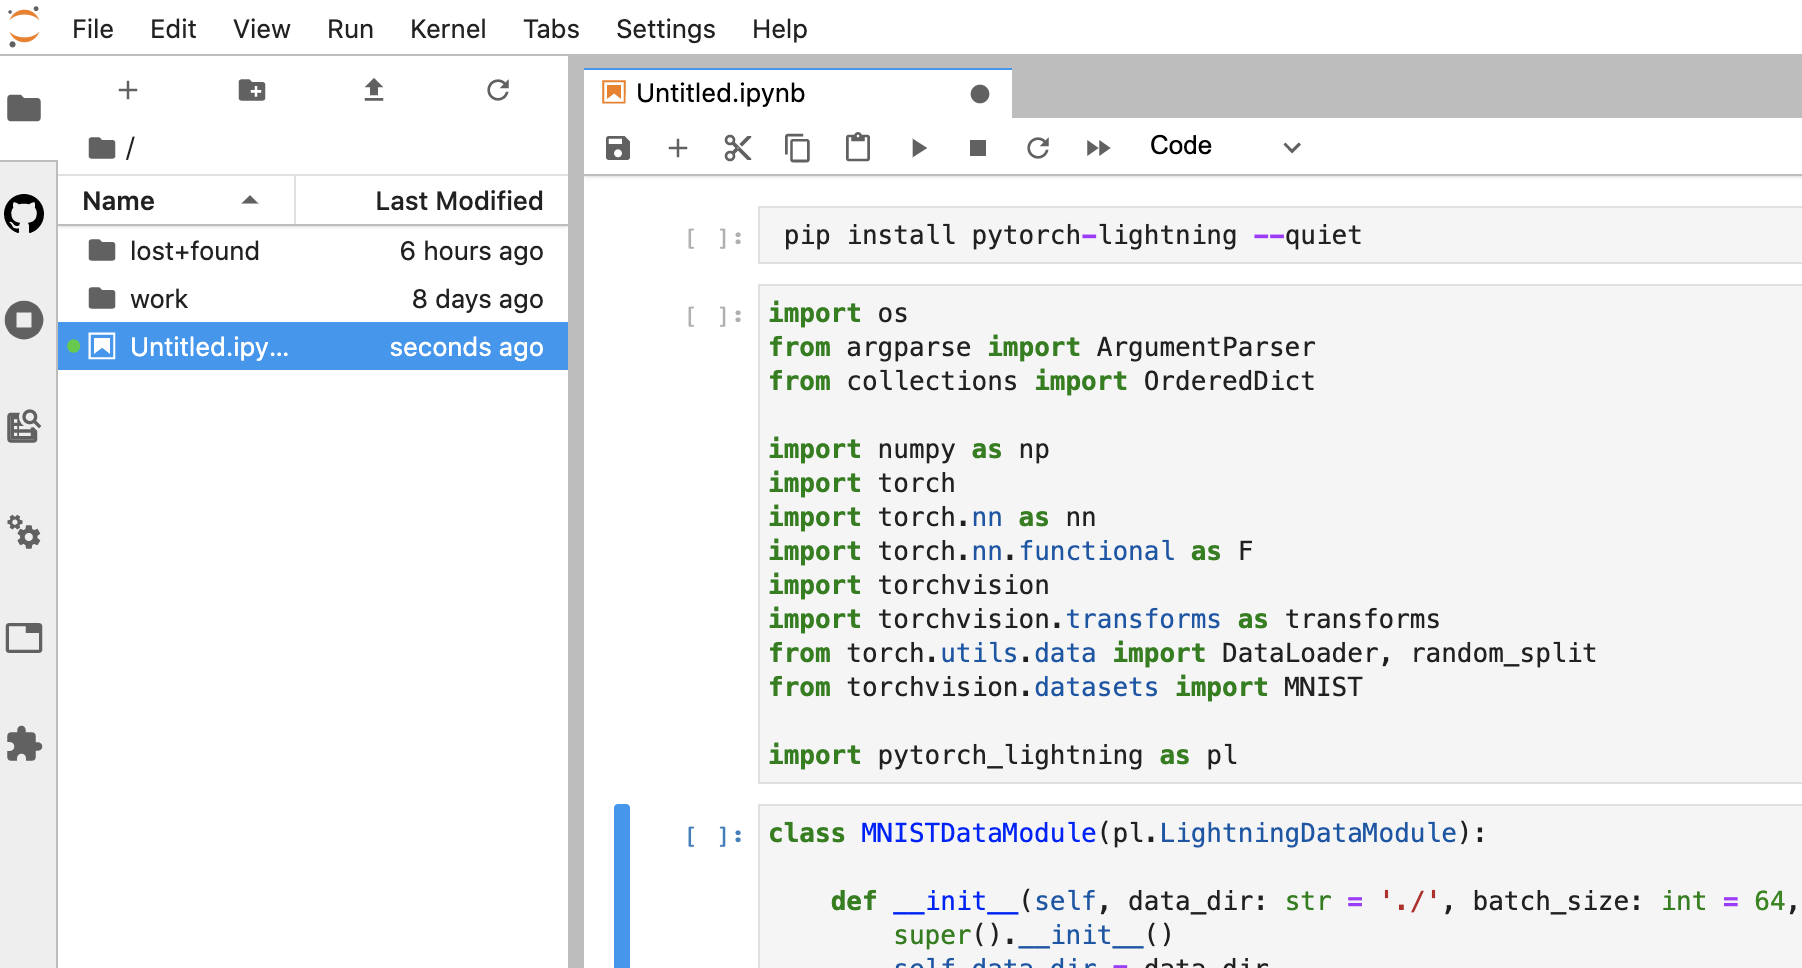 File Edit View Run Kernel Tabs Settings Help
/
Name Last Modified
lost+found 6 hours ago
work 8 days ago
Untitled.ipy... seconds ago
Untitled.ipynb
Code
[ ]: pip install pytorch-lightning --quiet
[ ]: import os
from argparse import ArgumentParser
from collections import OrderedDict
import numpy as np
import torch
import torch.nn as nn
import torch.nn.functional as F
import torchvision
import torchvision.transforms as transforms
from torch.utils.data import DataLoader, random_split
from torchvision.datasets import MNIST
import pytorch_lightning as pl
[ ]: class MNISTDataModule(pl.LightningDataModule):
def __init__(self, data_dir: str = './', batch_size: int = 64,
super().__init__()
self.data_dir = data_dir